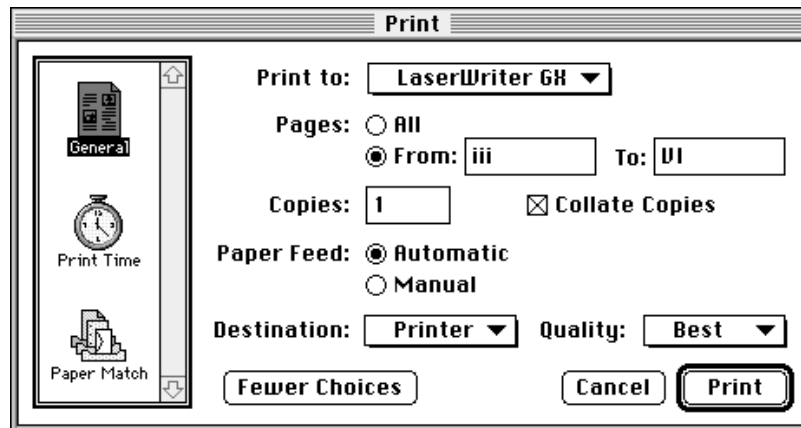 Print
General
Print Time
Paper Match
Print to: LaserWriter GX
Pages: All
From: iii To: VI
Copies: 1 Collate Copies
Paper Feed: Automatic
Manual
Destination: Printer Quality: Best
Fewer Choices Cancel Print